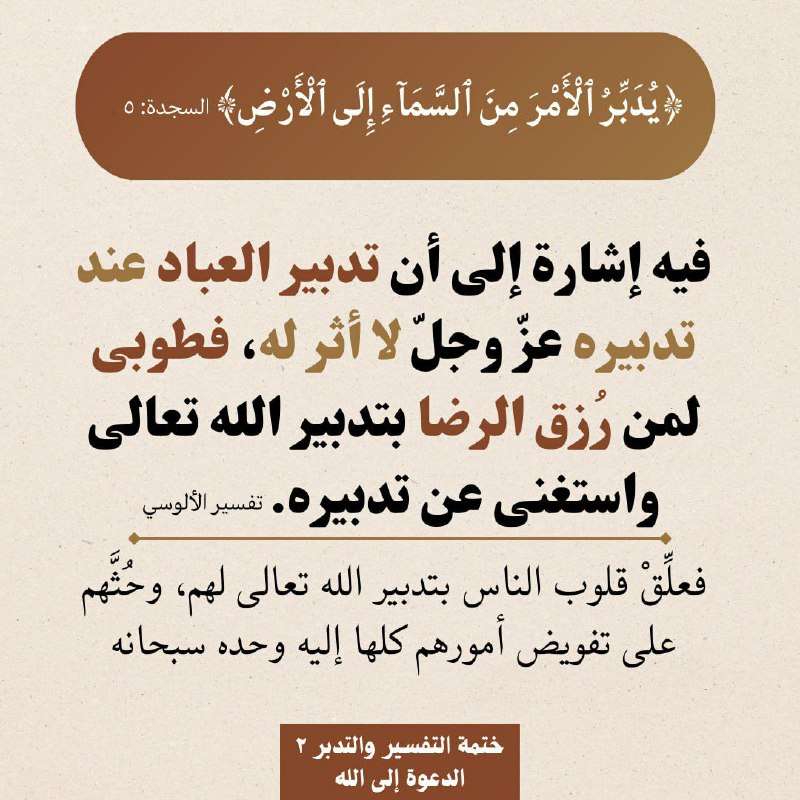 ﴿يُدَبِّرُ ٱلْأَمْرَ مِنَ ٱلسَّمَآءِ إِلَى ٱلْأَرْضِ﴾ السجدة: ٥
فيه إشارة إلى أن تدبير العباد عند
تدبيره عزّ وجلّ لا أثر له، فطوبى
لمن رُزق الرضا بتدبير الله تعالى
واستغنى عن تدبيره. تفسير الألوسي
فعلِّقْ قلوب الناس بتدبير الله تعالى لهم، وحُثَّهم
على تفويض أمورهم كلها إليه وحده سبحانه
ختمة التفسير والتدبر ٢
الدعوة إلى الله